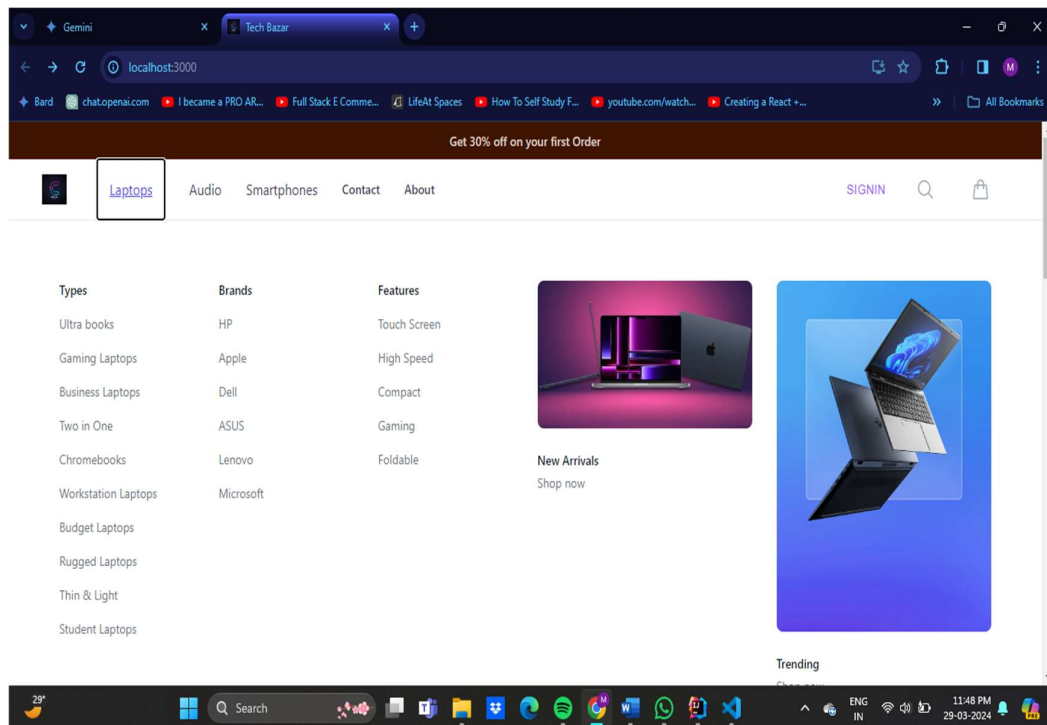 Gemini
Tech Bazar
localhost:3000
M
Bard chat.openai.com I became a PRO AR... Full Stack E Comme... LifeAt Spaces How To Self Study F... youtube.com/watch... Creating a React +... » All Bookmarks
Get 30% off on your first Order
Laptops Audio Smartphones Contact About SIGNIN
Types
Ultra books
Gaming Laptops
Business Laptops
Two in One
Chromebooks
Workstation Laptops
Budget Laptops
Rugged Laptops
Thin & Light
Student Laptops
Brands
HP
Apple
Dell
ASUS
Lenovo
Microsoft
Features
Touch Screen
High Speed
Compact
Gaming
Foldable
New Arrivals
Shop now
Trending
Shop now
29°
Search
ENG
IN
11:48 PM
29-03-2024